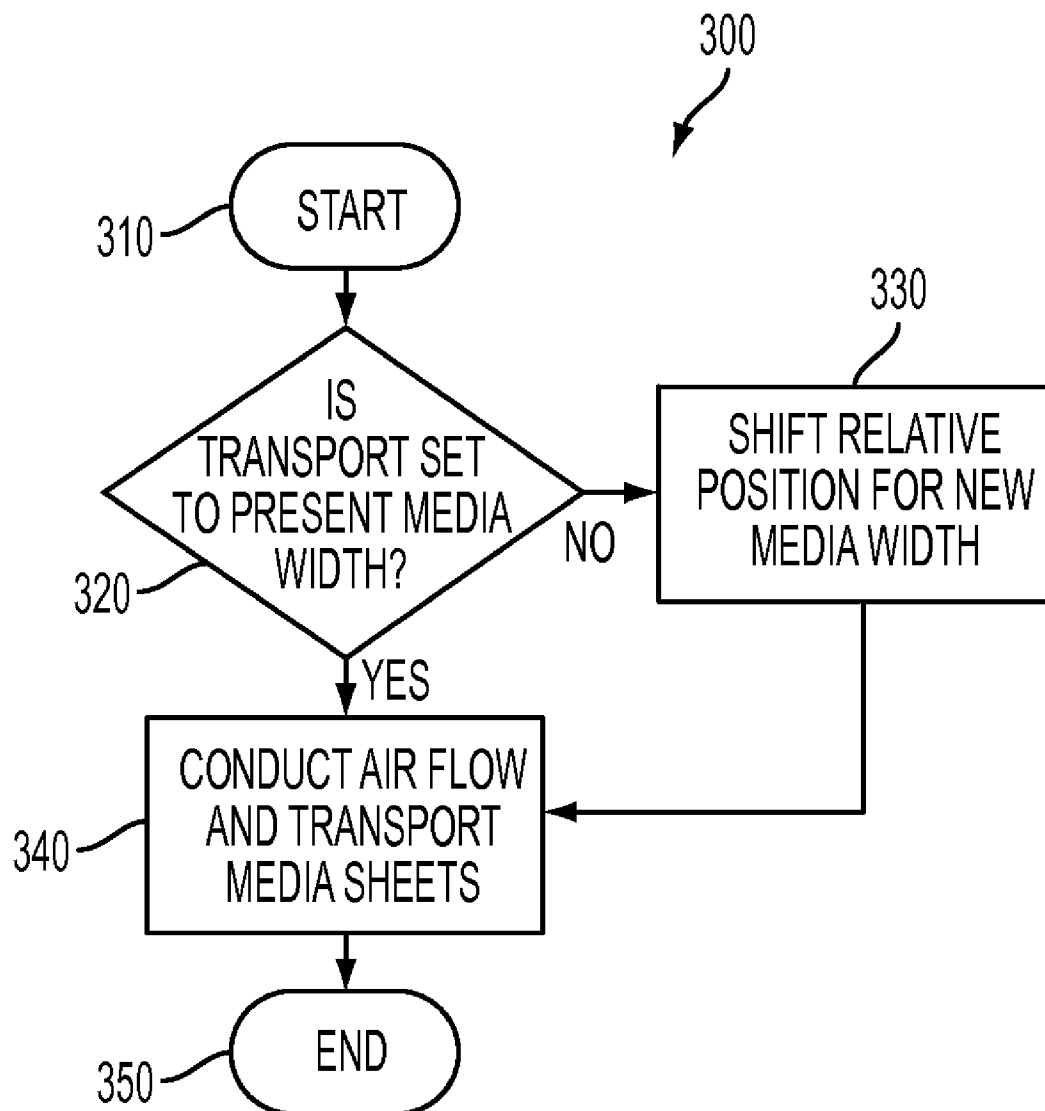 300
START
310
IS
TRANSPORT SET
TO PRESENT MEDIA
WIDTH?
320
NO
330
SHIFT RELATIVE
POSITION FOR NEW
MEDIA WIDTH
YES
CONDUCT AIR FLOW
AND TRANSPORT
MEDIA SHEETS
340
END
350